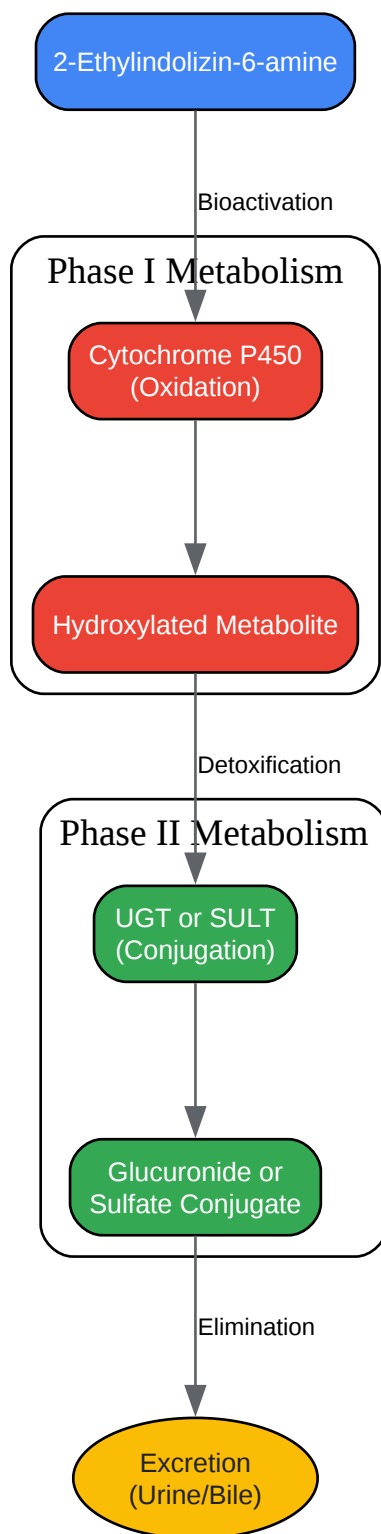 2-Ethylindolizin-6-amine
Bioactivation
Phase I Metabolism
Cytochrome P450
(Oxidation)
Hydroxylated Metabolite
Detoxification
Phase II Metabolism
UGT or SULT
(Conjugation)
Glucuronide or
Sulfate Conjugate
Elimination
Excretion
(Urine/Bile)